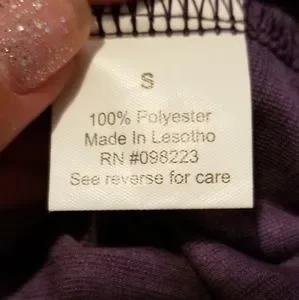 S
100% Polyester
Made In Lesotho
RN #098223
See reverse for care